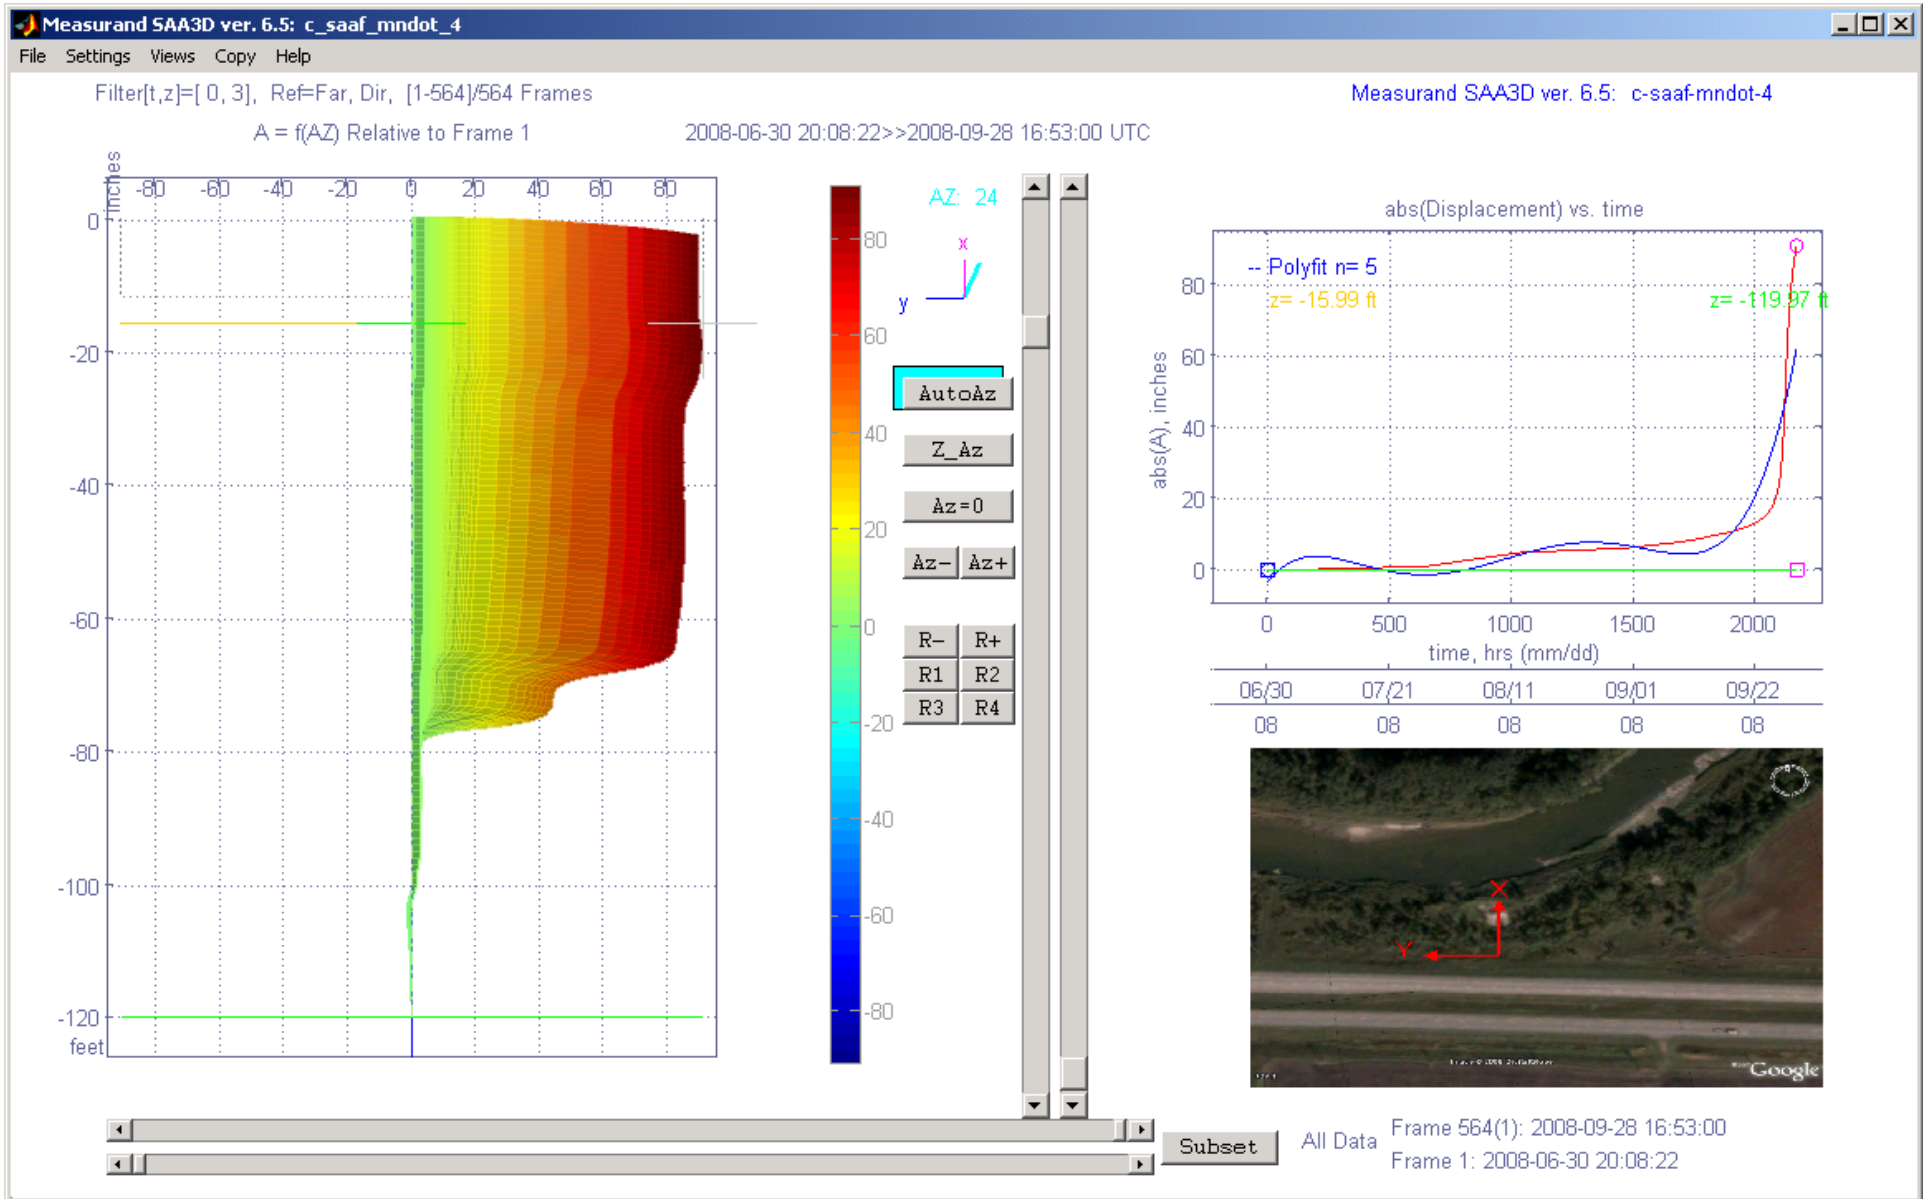 Measurand SAA3D ver. 6.5: c_saaf_mndot_4
File Settings Views Copy Help
Filter[t,z]=[ 0, 3], Ref=Far, Dir, [1-564]/564 Frames
Measurand SAA3D ver. 6.5: c-saaf-mndot-4
A = f(AZ) Relative to Frame 1
2008-06-30 20:08:22>>2008-09-28 16:53:00 UTC
inches
-80 -60 -40 -20 0 20 40 60 80
0
-20
-40
-60
-80
-100
-120
feet
80
60
40
20
0
-20
-40
-60
-80
AZ: 24
x
y
AutoAz
Z_Az
Az=0
Az- Az+
R- R+
R1 R2
R3 R4
abs(Displacement) vs. time
-- Polyfit n= 5
z= -15.99 ft
z= -119.97 ft
abs(A), inches
80
60
40
20
0
0 500 1000 1500 2000
time, hrs (mm/dd)
06/30 07/21 08/11 09/01 09/22
08 08 08 08 08
X
Y
Google
Subset
All Data
Frame 564(1): 2008-09-28 16:53:00
Frame 1: 2008-06-30 20:08:22